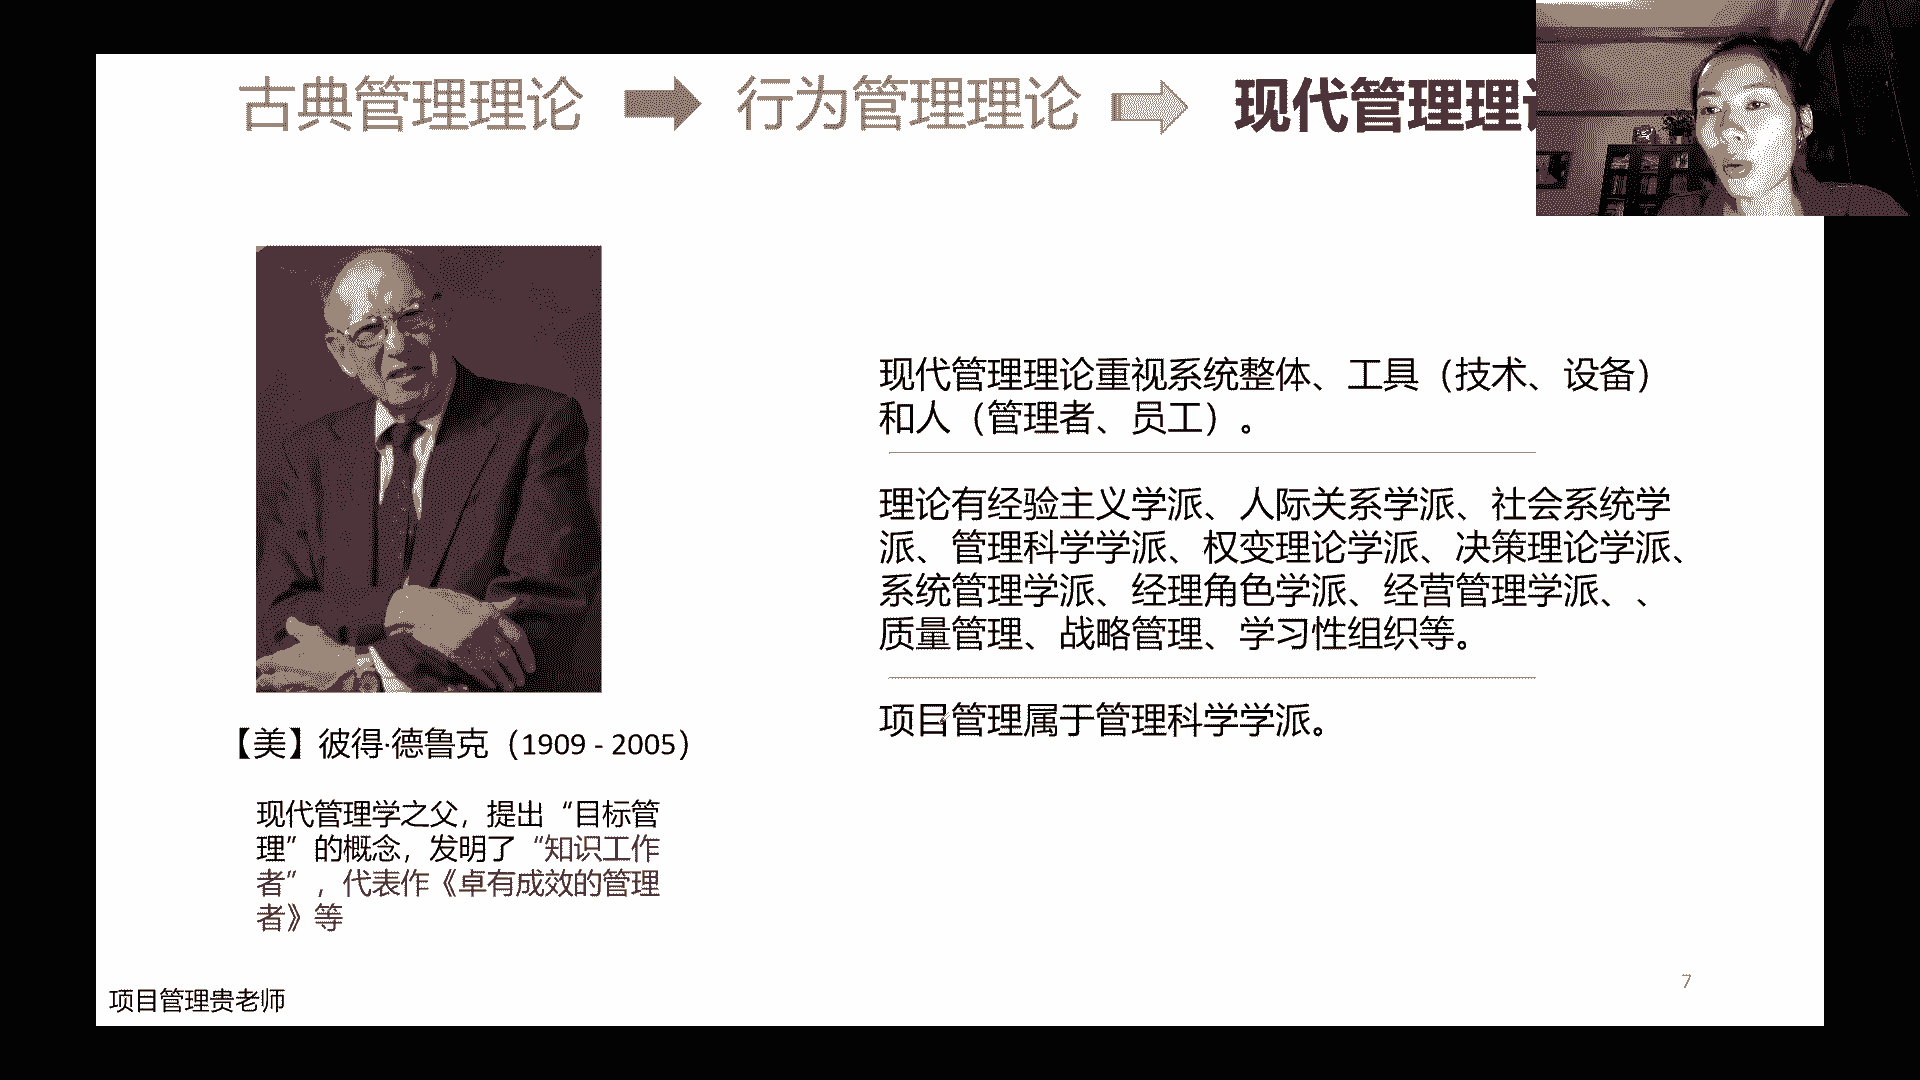 古典管理理论 行为管理理论 现代管理理
现代管理理论重视系统整体、工具（技术、设备）
和人（管理者、员工）。
理论有经验主义学派、人际关系学派、社会系统学
派、管理科学学派、权变理论学派、决策理论学派、
系统管理学派、经理角色学派、经营管理学派、、
质量管理、战略管理、学习性组织等。
项目管理属于管理科学学派。
【美】彼得·德鲁克（1909 - 2005）
现代管理学之父，提出“目标管
理”的概念，发明了“知识工作
者”，代表作《卓有成效的管理
者》等
项目管理贵老师
7